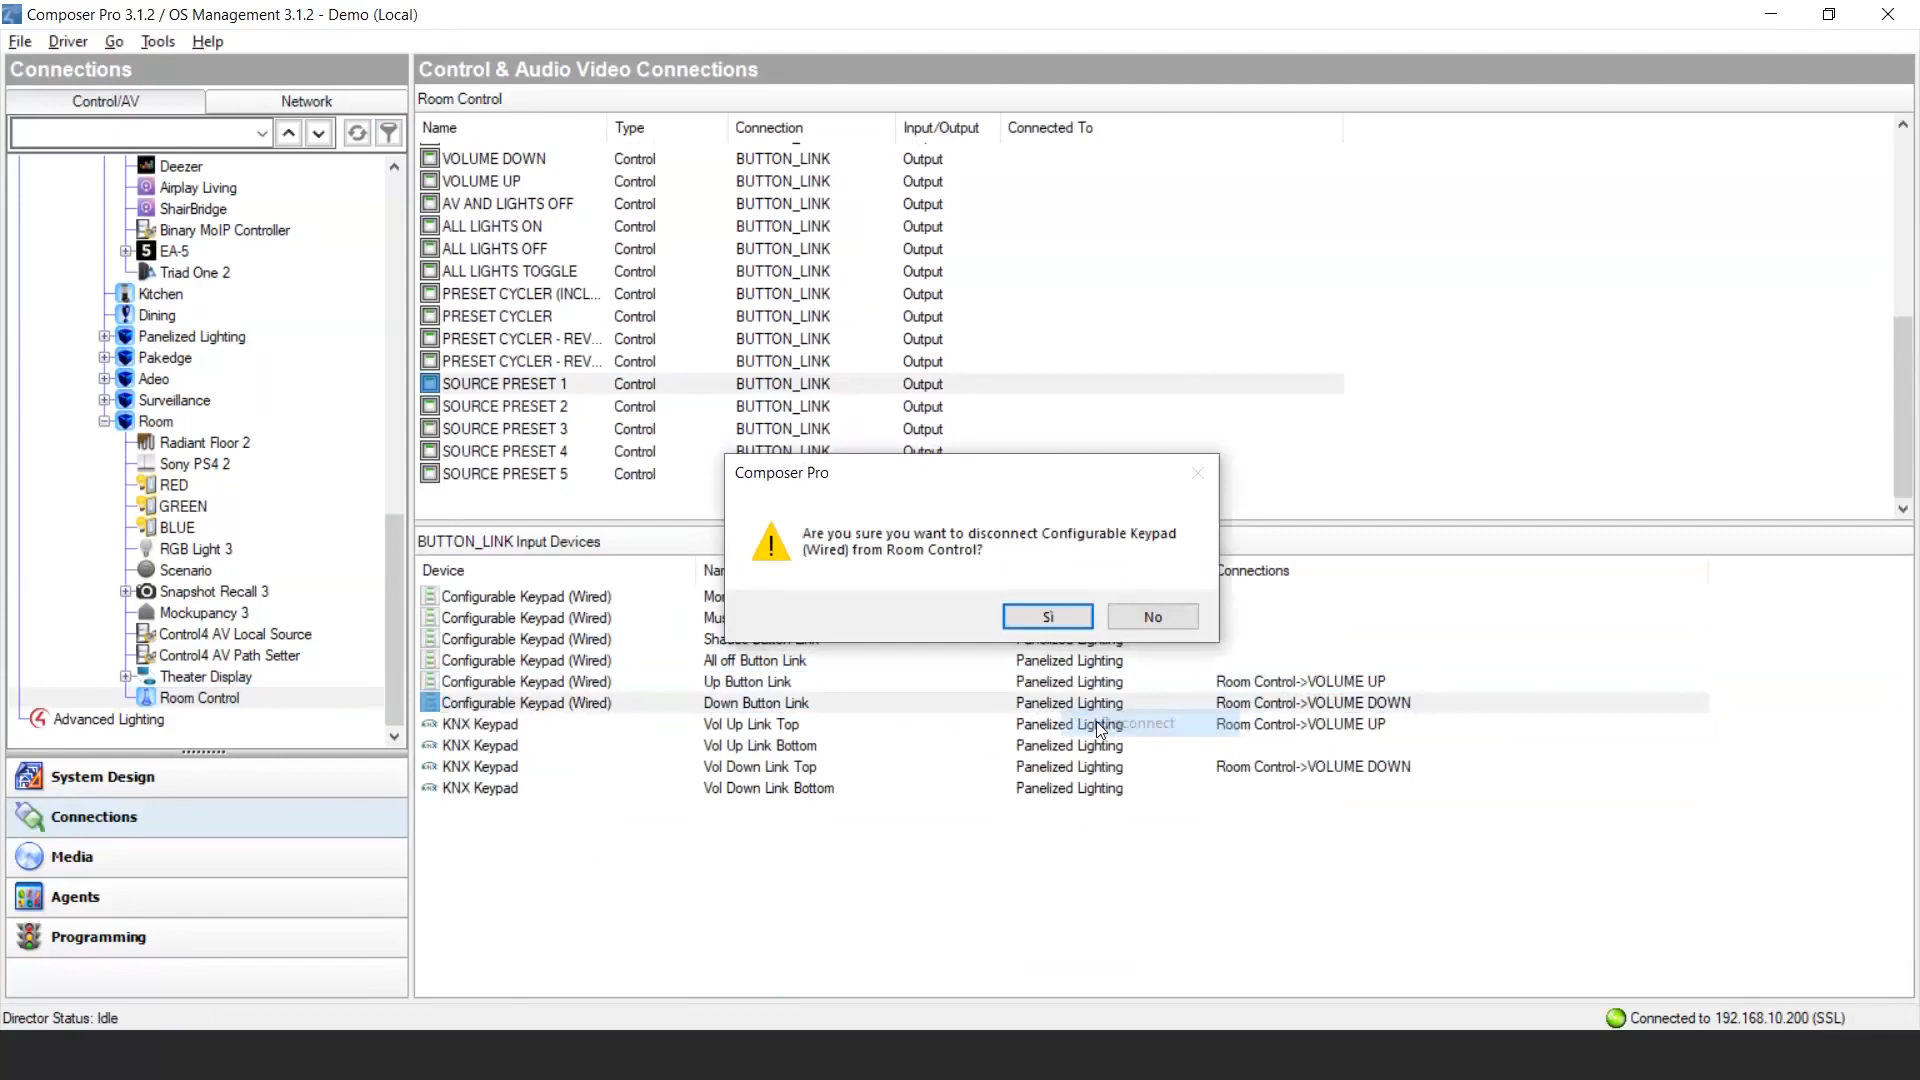 Composer Pro 3.1.2 / OS Management 3.1.2 - Demo (Local)
File Driver Go Tools Help
Connections
Control/AV Network
Deezer
Airplay Living
ShairBridge
Binary MoIP Controller
EA-5
Triad One 2
Kitchen
Dining
Panelized Lighting
Pakedge
Adeo
Surveillance
Room
Radiant Floor 2
Sony PS4 2
RED
GREEN
BLUE
RGB Light 3
Scenario
Snapshot Recall 3
Mockupancy 3
Control4 AV Local Source
Control4 AV Path Setter
Theater Display
Room Control
Advanced Lighting
System Design
Connections
Media
Agents
Programming
Control & Audio Video Connections
Room Control
Name Type Connection Input/Output Connected To
VOLUME DOWN Control BUTTON_LINK Output
VOLUME UP Control BUTTON_LINK Output
AV AND LIGHTS OFF Control BUTTON_LINK Output
ALL LIGHTS ON Control BUTTON_LINK Output
ALL LIGHTS OFF Control BUTTON_LINK Output
ALL LIGHTS TOGGLE Control BUTTON_LINK Output
PRESET CYCLER (INCL... Control BUTTON_LINK Output
PRESET CYCLER Control BUTTON_LINK Output
PRESET CYCLER - REV... Control BUTTON_LINK Output
PRESET CYCLER - REV... Control BUTTON_LINK Output
SOURCE PRESET 1 Control BUTTON_LINK Output
SOURCE PRESET 2 Control BUTTON_LINK Output
SOURCE PRESET 3 Control BUTTON_LINK Output
SOURCE PRESET 4 Control BUTTON_LINK Output
SOURCE PRESET 5 Control
Composer Pro
Are you sure you want to disconnect Configurable Keypad
(Wired) from Room Control?
Sì No
BUTTON_LINK Input Devices
Device Connections
Configurable Keypad (Wired)
Configurable Keypad (Wired)
Configurable Keypad (Wired)
Configurable Keypad (Wired) All off Button Link Panelized Lighting
Configurable Keypad (Wired) Up Button Link Panelized Lighting Room Control->VOLUME UP
Configurable Keypad (Wired) Down Button Link Panelized Lighting Room Control->VOLUME DOWN
KNX Keypad Vol Up Link Top Panelized Lighting Room Control->VOLUME UP
KNX Keypad Vol Up Link Bottom Panelized Lighting
KNX Keypad Vol Down Link Top Panelized Lighting Room Control->VOLUME DOWN
KNX Keypad Vol Down Link Bottom Panelized Lighting
Director Status: Idle
Connected to 192.168.10.200 (SSL)